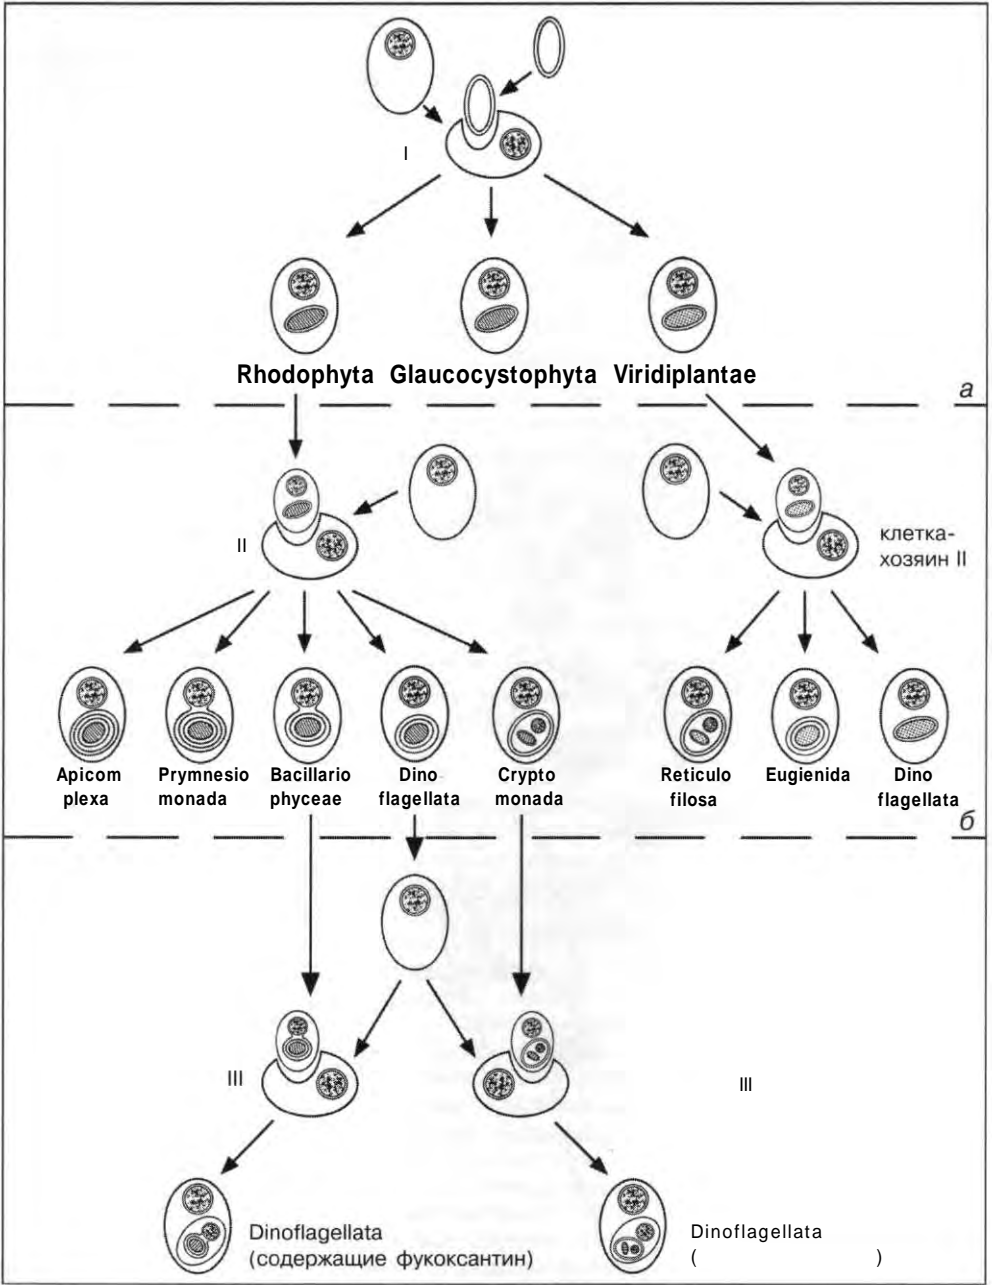 I
Rhodophyta Glaucocystophyta Viridiplantae
а
II
клетка-
хозяин II
Apicom
plexa
Prymnesio
monada
Bacillario
phyceae
Dino
flagellata
Crypto
monada
Reticulo
filosa
Eugienida
Dino
flagellata
б
III
III
Dinoflagellata
(содержащие фукоксантин)
Dinoflagellata
( )